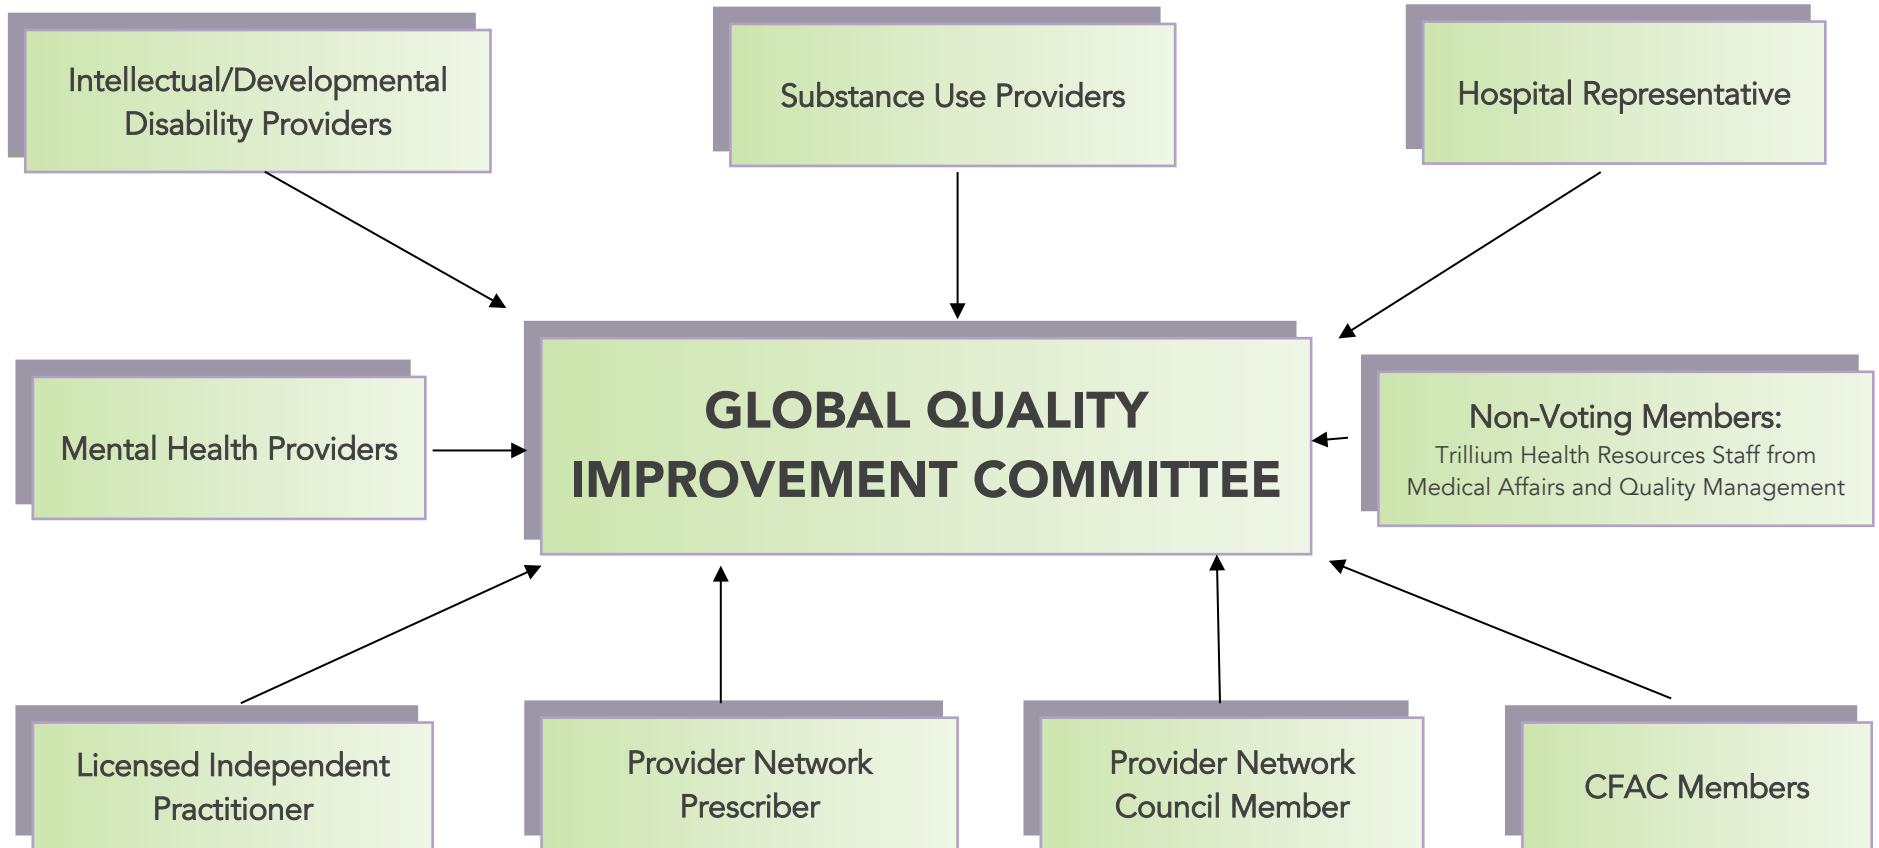 Intellectual/Developmental
Disability Providers
Substance Use Providers
Hospital Representative
Mental Health Providers
GLOBAL QUALITY
IMPROVEMENT COMMITTEE
Non-Voting Members:
Trillium Health Resources Staff from
Medical Affairs and Quality Management
Licensed Independent
Practitioner
Provider Network
Prescriber
Provider Network
Council Member
CFAC Members